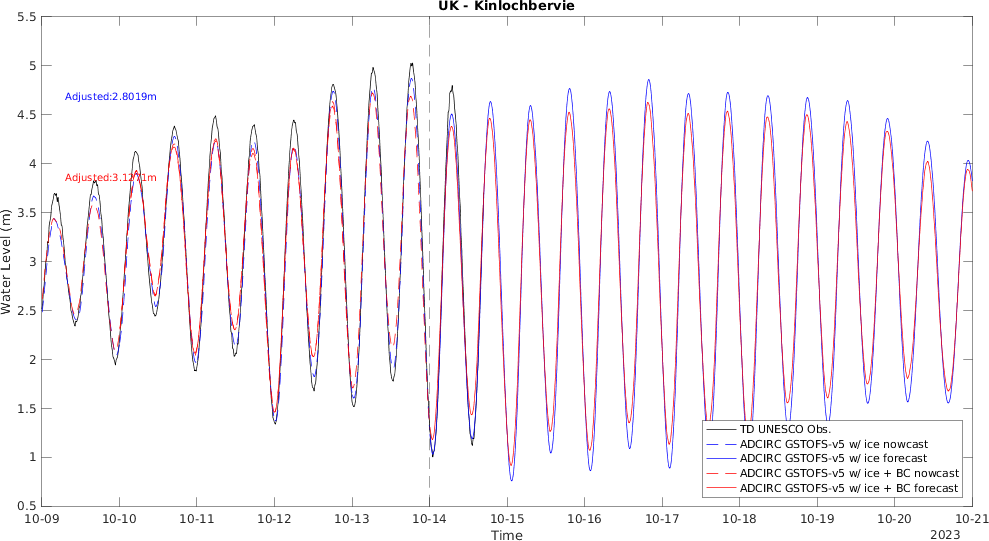 UK - Kinlochbervie
5.5
5
4.5
4
3.5
3
2.5
2
1.5
1
0.5
Water Level (m)
Adjusted:2.8019m
Adjusted:3.1271m
TD UNESCO Obs.
ADCIRC GSTOFS-v5 w/ ice nowcast
ADCIRC GSTOFS-v5 w/ ice forecast
ADCIRC GSTOFS-v5 w/ ice + BC nowcast
ADCIRC GSTOFS-v5 w/ ice + BC forecast
10-09 10-10 10-11 10-12 10-13 10-14 10-15 10-16 10-17 10-18 10-19 10-20 10-21
Time
2023